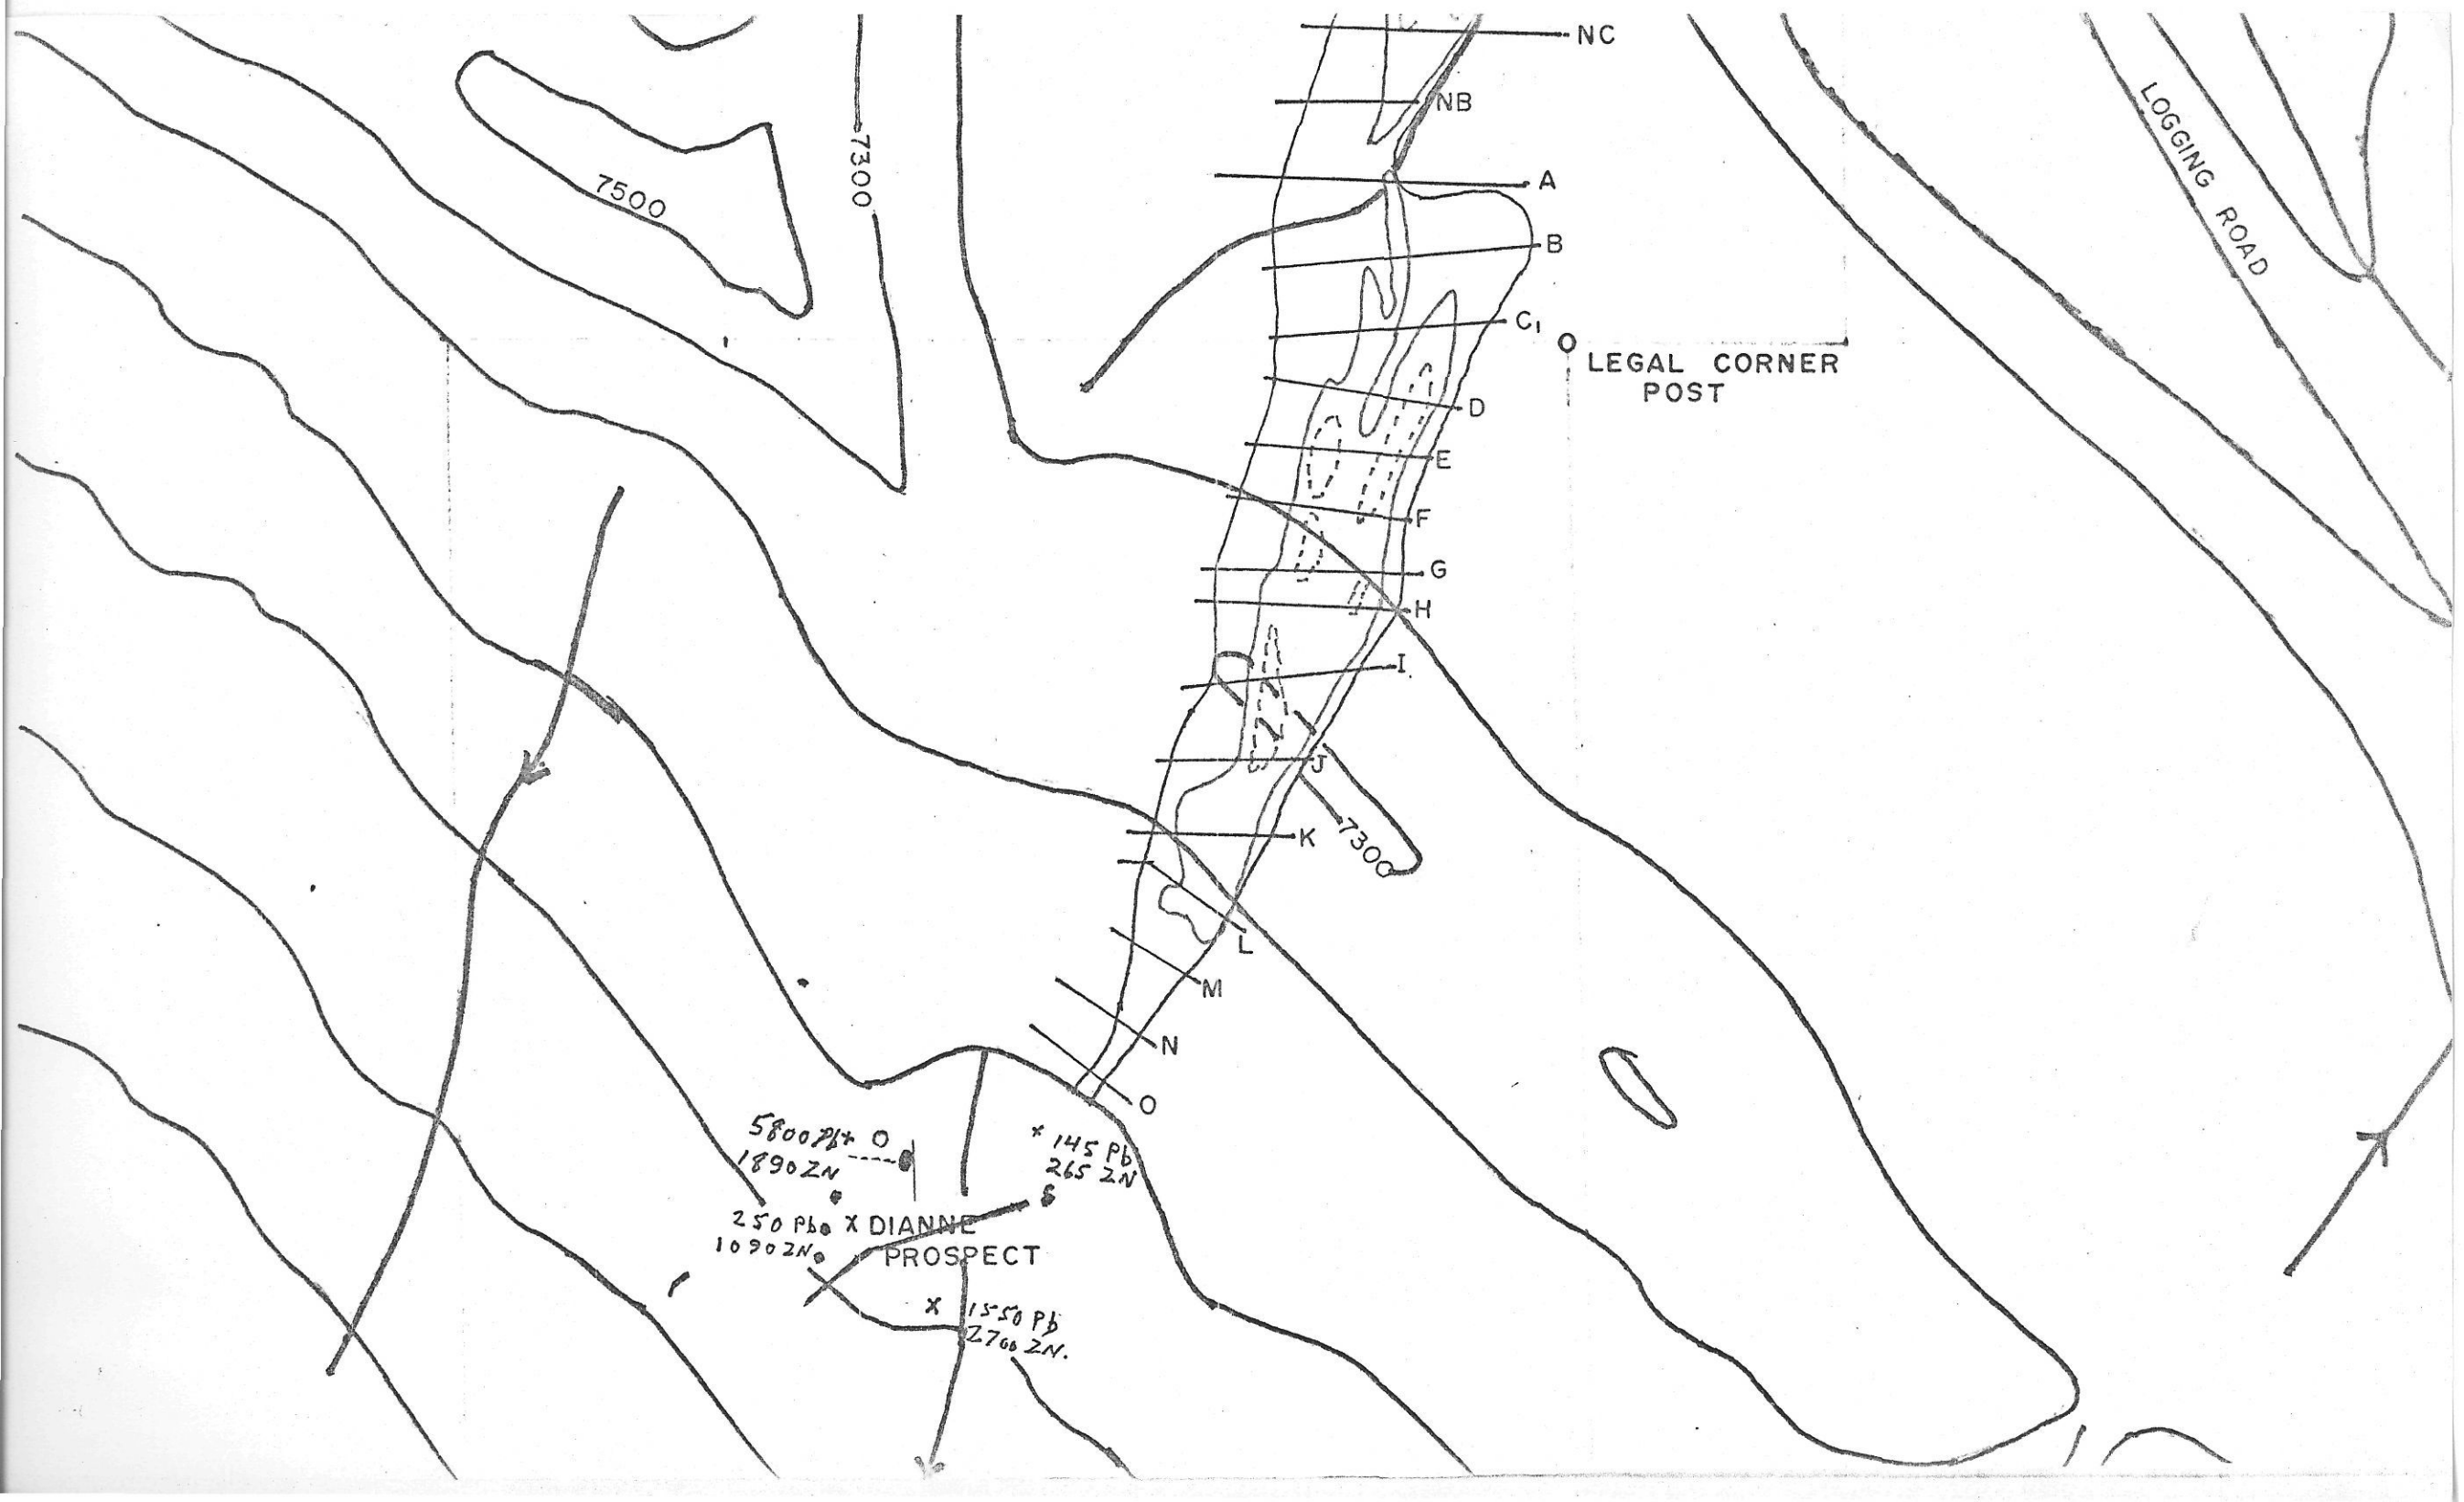 NC
NB
A
B
C₁
D
E
F
G
H
I
J
K
L
M
N
O
7300
7500
LOGGING ROAD
LEGAL CORNER
POST
7300
5800 Pb
1890 ZN
145 Pb
265 ZN
250 Pb
1090 ZN
X DIANNE
PROSPECT
X 1550 Pb
2700 ZN.